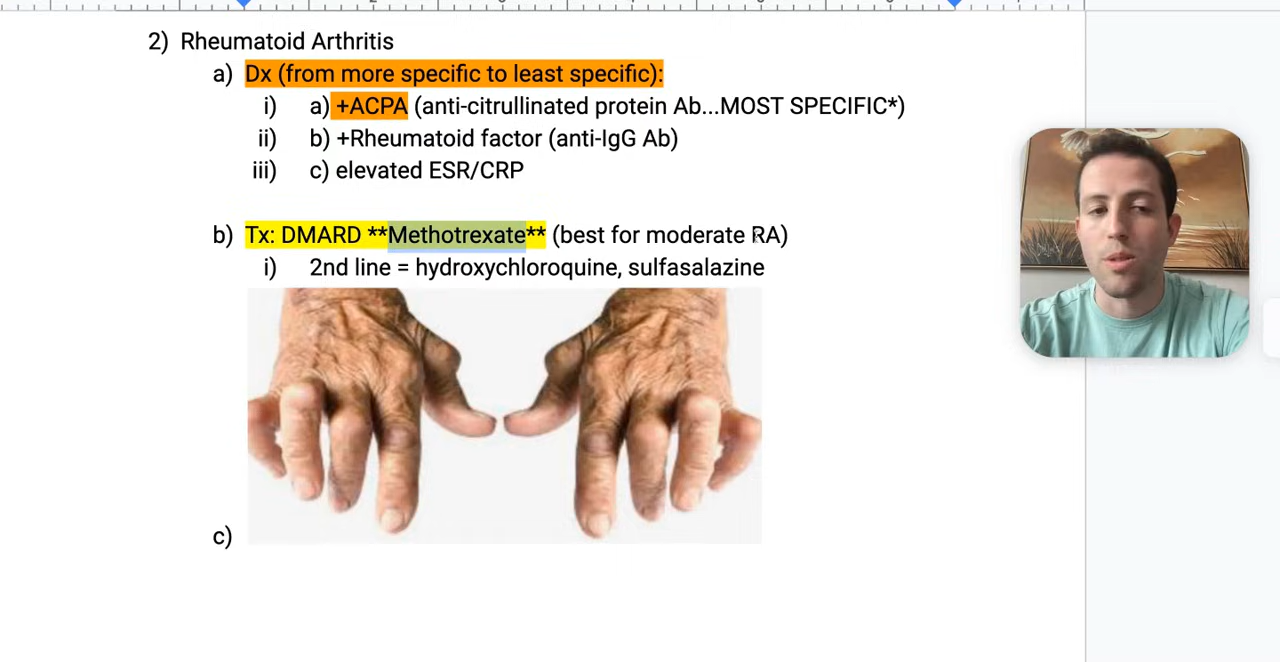 2) Rheumatoid Arthritis
a) Dx (from more specific to least specific):
i) a) +ACPA (anti-citrullinated protein Ab...MOST SPECIFIC*)
ii) b) +Rheumatoid factor (anti-IgG Ab)
iii) c) elevated ESR/CRP
b) Tx: DMARD **Methotrexate** (best for moderate RA)
i) 2nd line = hydroxychloroquine, sulfasalazine
c)